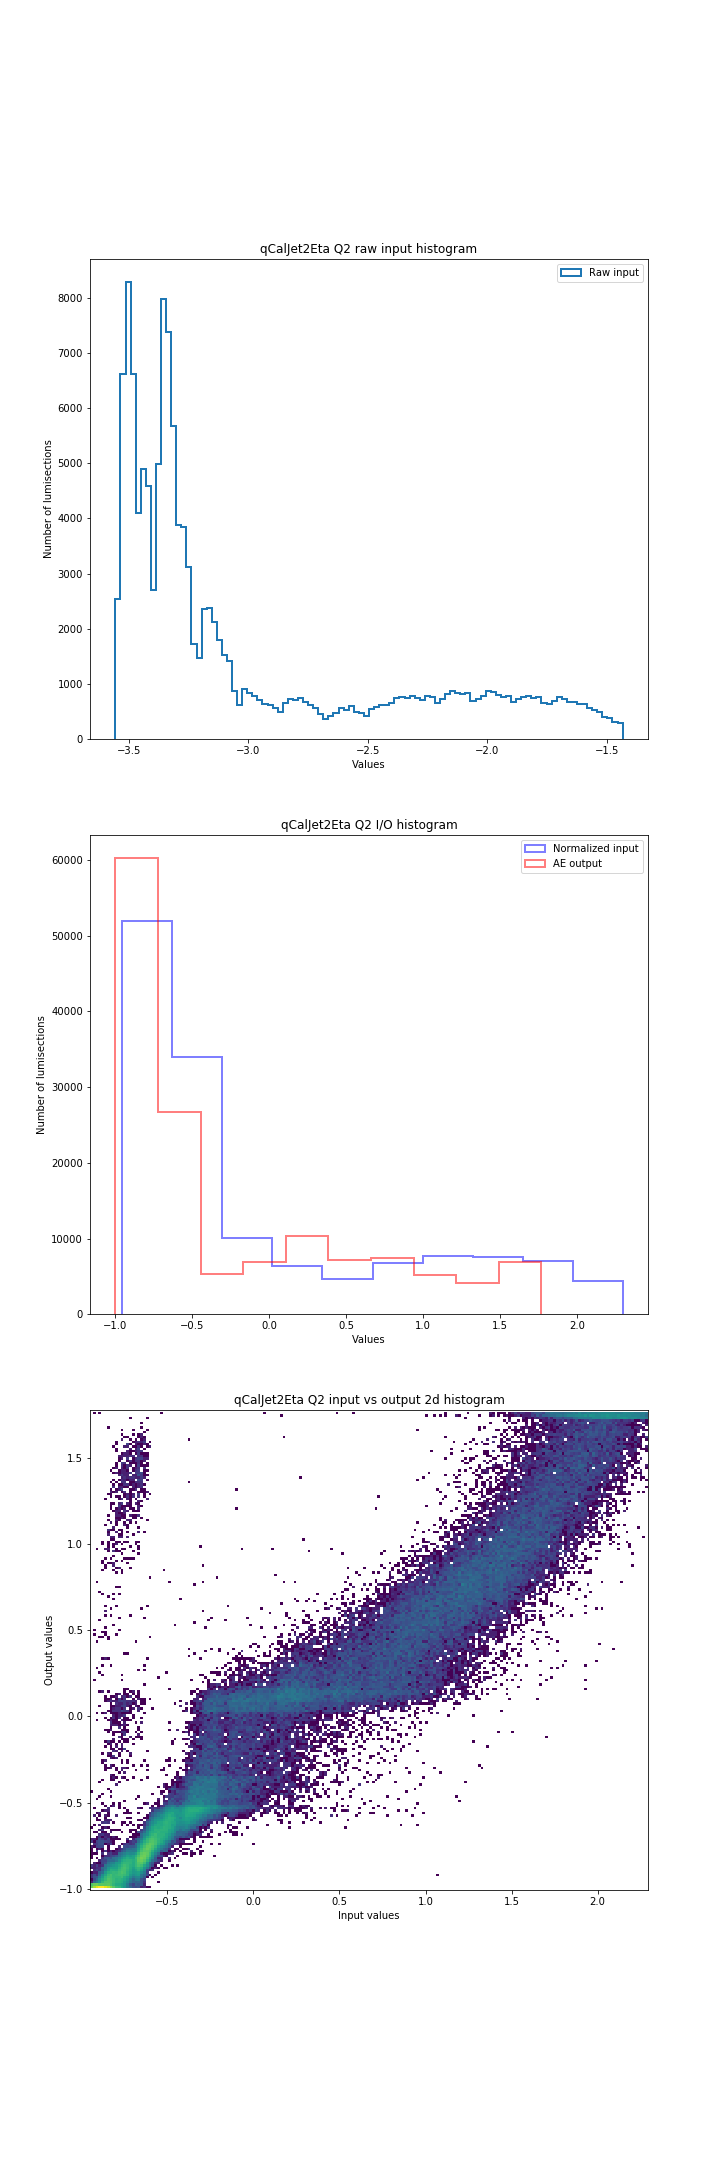 qCalJet2Eta Q2 raw input histogram
Raw input
8000
7000
6000
5000
4000
3000
2000
1000
0
Number of lumisections
−3.5 −3.0 −2.5 −2.0 −1.5
Values
qCalJet2Eta Q2 I/O histogram
Normalized input
AE output
60000
50000
40000
30000
20000
10000
0
Number of lumisections
−1.0 −0.5 0.0 0.5 1.0 1.5 2.0
Values
qCalJet2Eta Q2 input vs output 2d histogram
1.5
1.0
0.5
0.0
−0.5
−1.0
Output values
−0.5 0.0 0.5 1.0 1.5 2.0
Input values